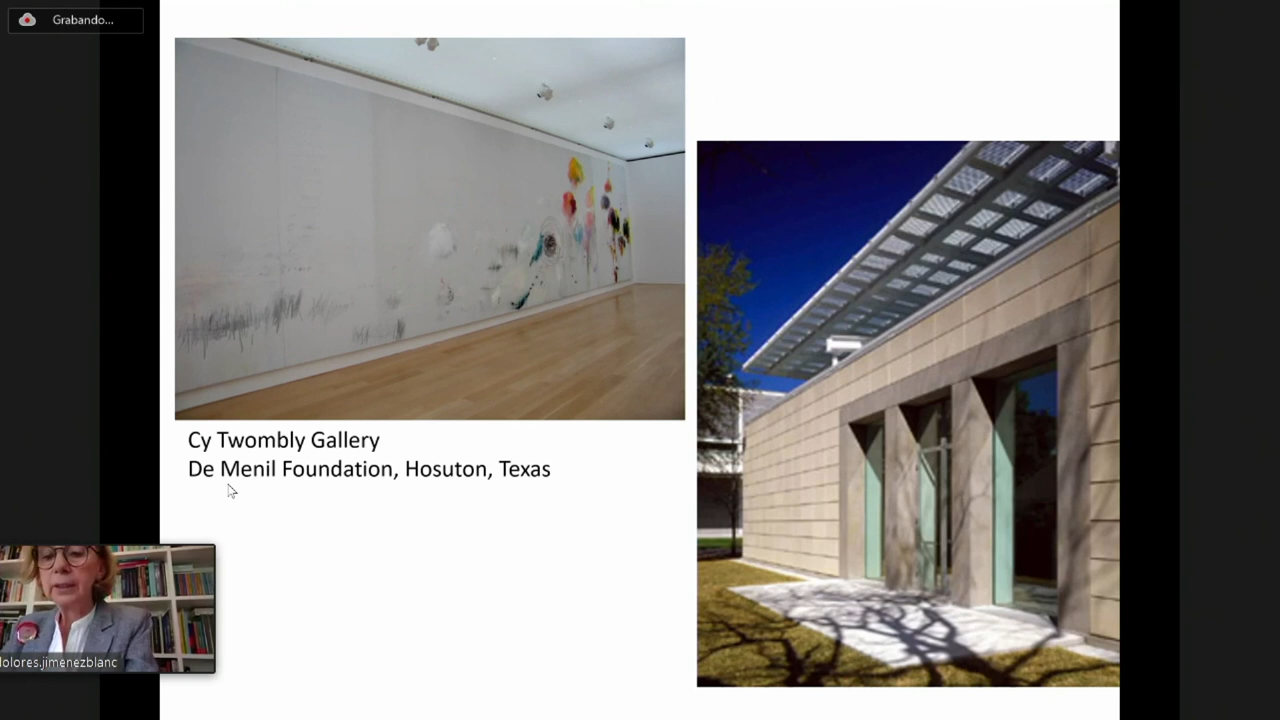 Grabando...
Cy Twombly Gallery
De Menil Foundation, Hosuton, Texas
dolores.jimenezblanc